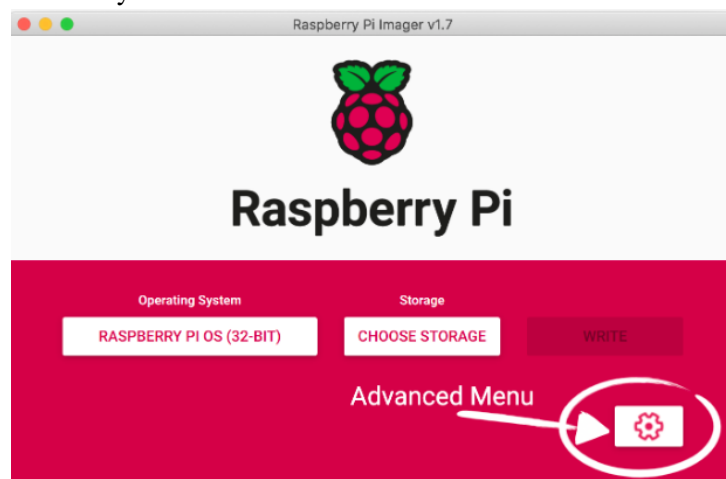 Raspberry Pi Imager v1.7
Raspberry Pi
Operating System
Storage
RASPBERRY PI OS (32-BIT)
CHOOSE STORAGE
WRITE
Advanced Menu